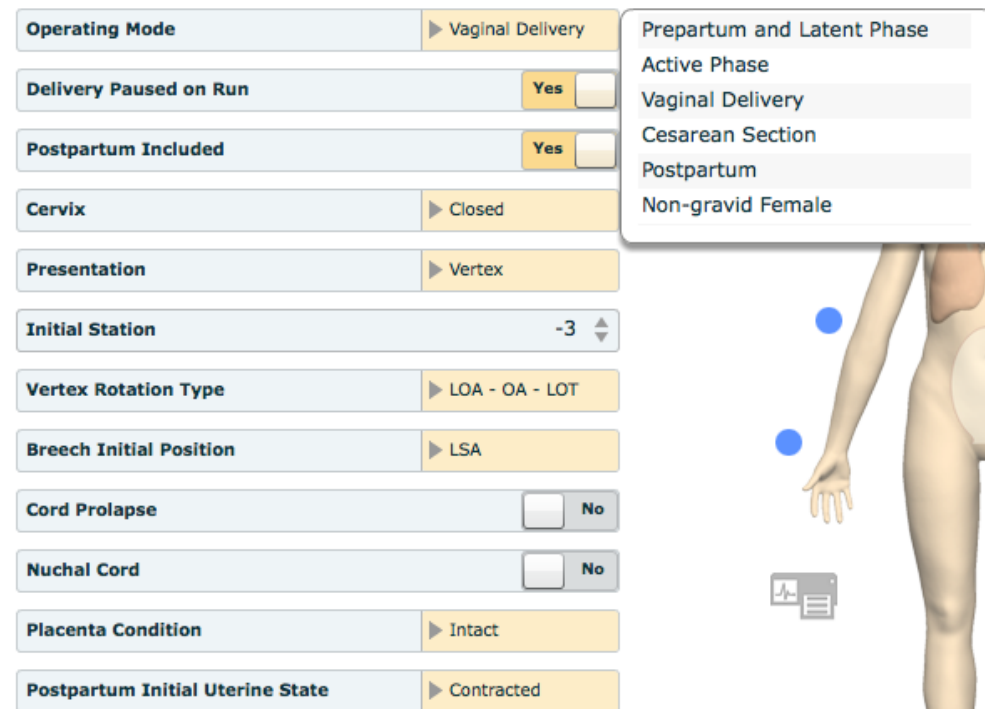 Operating Mode
Vaginal Delivery
Delivery Paused on Run
Yes
Postpartum Included
Yes
Cervix
Closed
Presentation
Vertex
Initial Station
-3
Vertex Rotation Type
LOA - OA - LOT
Breech Initial Position
LSA
Cord Prolapse
No
Nuchal Cord
No
Placenta Condition
Intact
Postpartum Initial Uterine State
Contracted
Prepartum and Latent Phase
Active Phase
Vaginal Delivery
Cesarean Section
Postpartum
Non-gravid Female